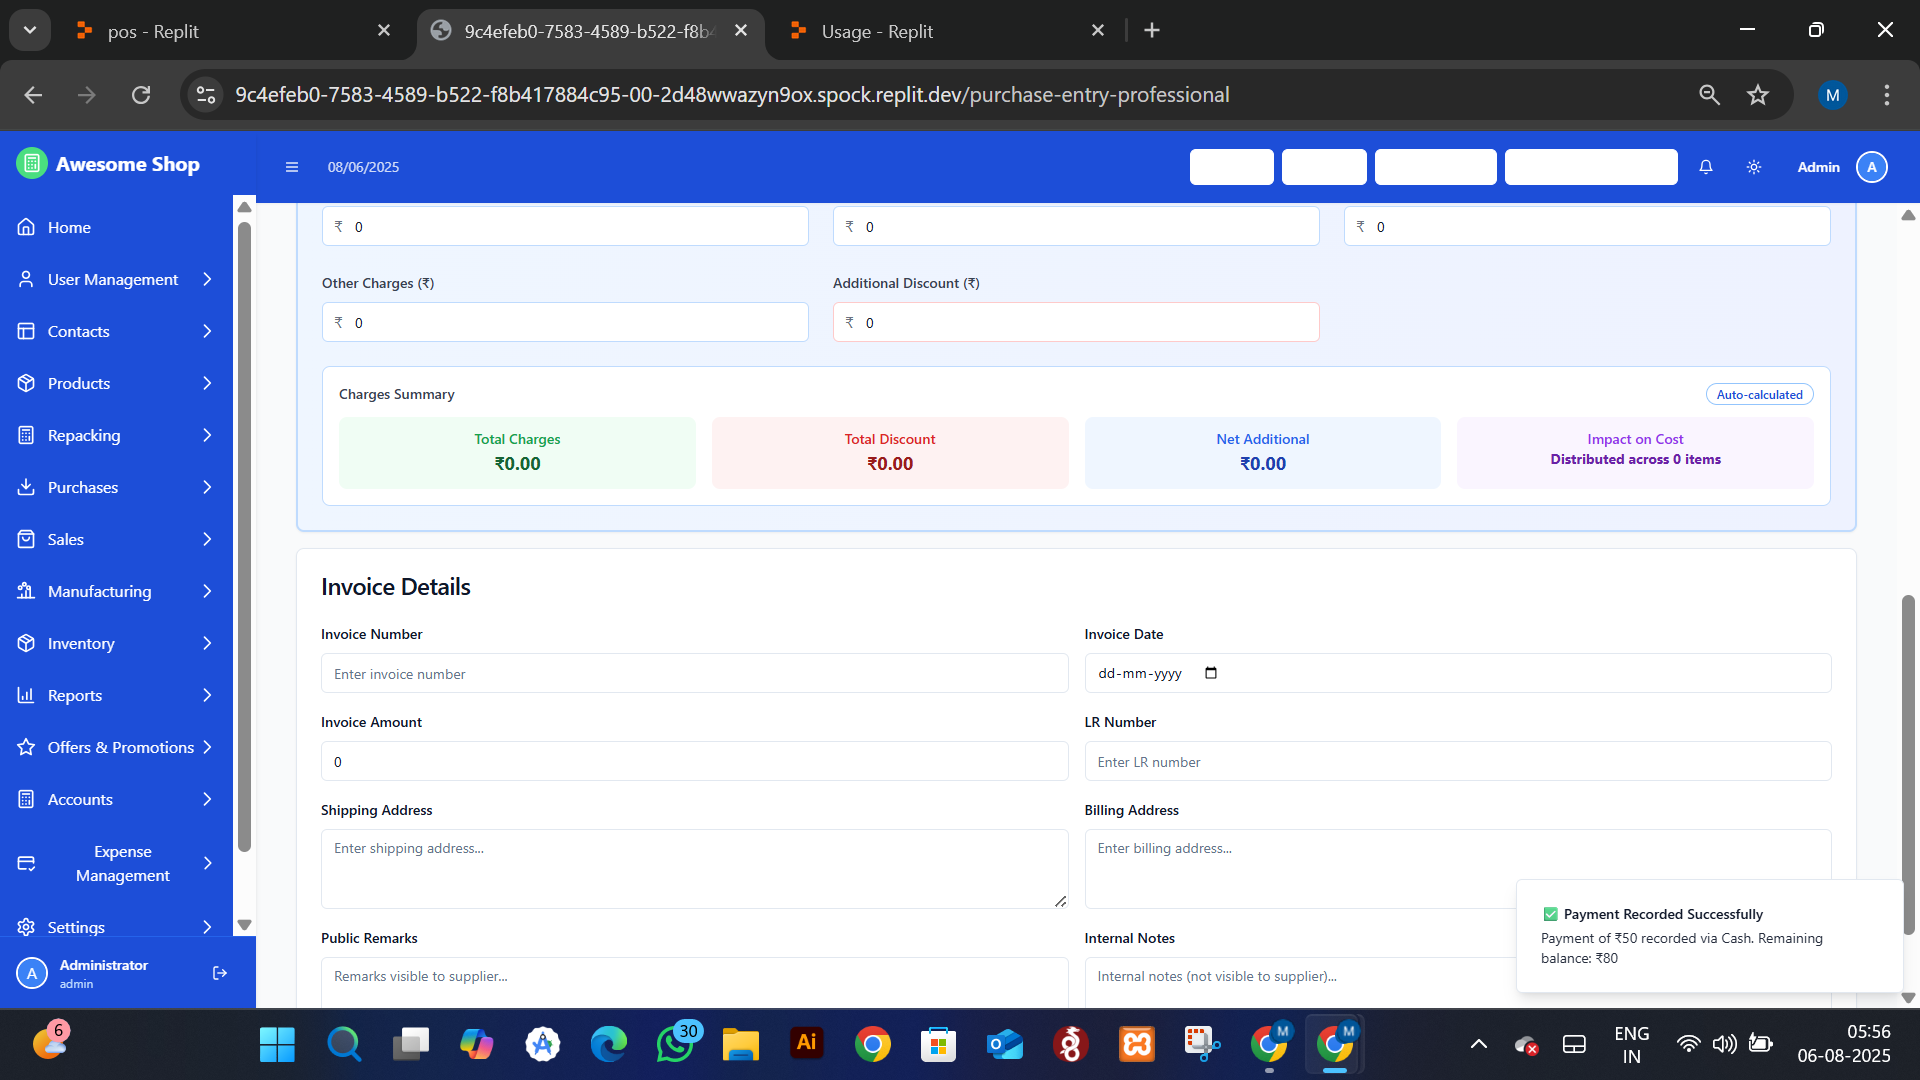 pos - Replit
9c4efeb0-7583-4589-b522-f8b4
Usage - Replit
9c4efeb0-7583-4589-b522-f8b417884c95-00-2d48wwazyn9ox.spock.replit.dev/purchase-entry-professional
M
Awesome Shop
08/06/2025
Admin
A
Home
User Management
Contacts
Products
Repacking
Purchases
Sales
Manufacturing
Inventory
Reports
Offers & Promotions
Accounts
Expense
Management
Settings
A
Administrator
admin
₹ 0
₹ 0
₹ 0
Other Charges (₹)
Additional Discount (₹)
₹ 0
₹ 0
Charges Summary
Auto-calculated
Total Charges
₹0.00
Total Discount
₹0.00
Net Additional
₹0.00
Impact on Cost
Distributed across 0 items
Invoice Details
Invoice Number
Invoice Date
Enter invoice number
dd-mm-yyyy
Invoice Amount
LR Number
0
Enter LR number
Shipping Address
Billing Address
Enter shipping address...
Enter billing address...
Public Remarks
Internal Notes
Remarks visible to supplier...
Internal notes (not visible to supplier)...
✅ Payment Recorded Successfully
Payment of ₹50 recorded via Cash. Remaining
balance: ₹80
6
30
Ai
M
M
ENG
IN
05:56
06-08-2025